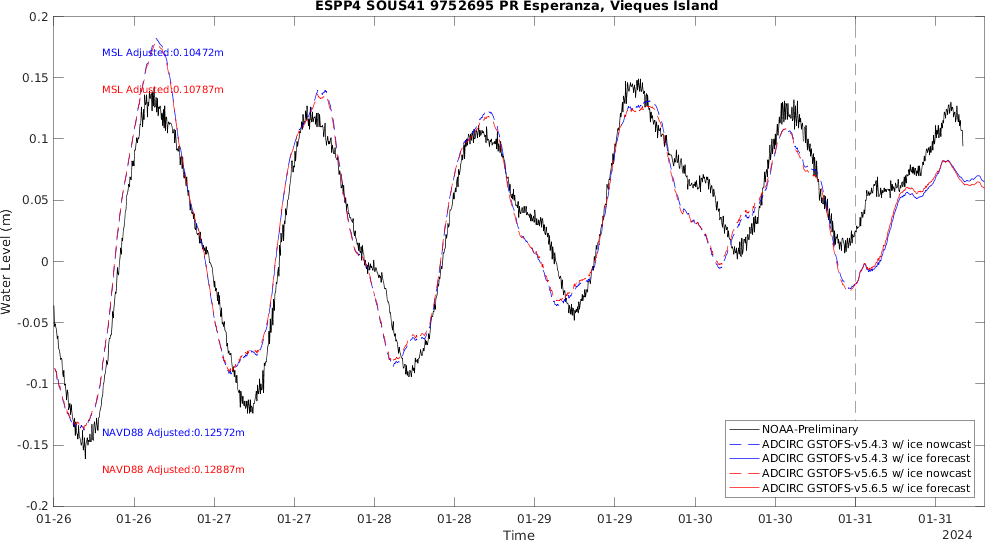 ESPP4 SOUS41 9752695 PR Esperanza, Vieques Island
0.2
0.15
0.1
0.05
0
-0.05
-0.1
-0.15
-0.2
Water Level (m)
MSL Adjusted:0.10472m
MSL Adjusted:0.10787m
NAVD88 Adjusted:0.12572m
NAVD88 Adjusted:0.12887m
NOAA-Preliminary
ADCIRC GSTOFS-v5.4.3 w/ ice nowcast
ADCIRC GSTOFS-v5.4.3 w/ ice forecast
ADCIRC GSTOFS-v5.6.5 w/ ice nowcast
ADCIRC GSTOFS-v5.6.5 w/ ice forecast
01-26 01-26 01-27 01-27 01-28 01-28 01-29 01-29 01-30 01-30 01-31 01-31
Time
2024